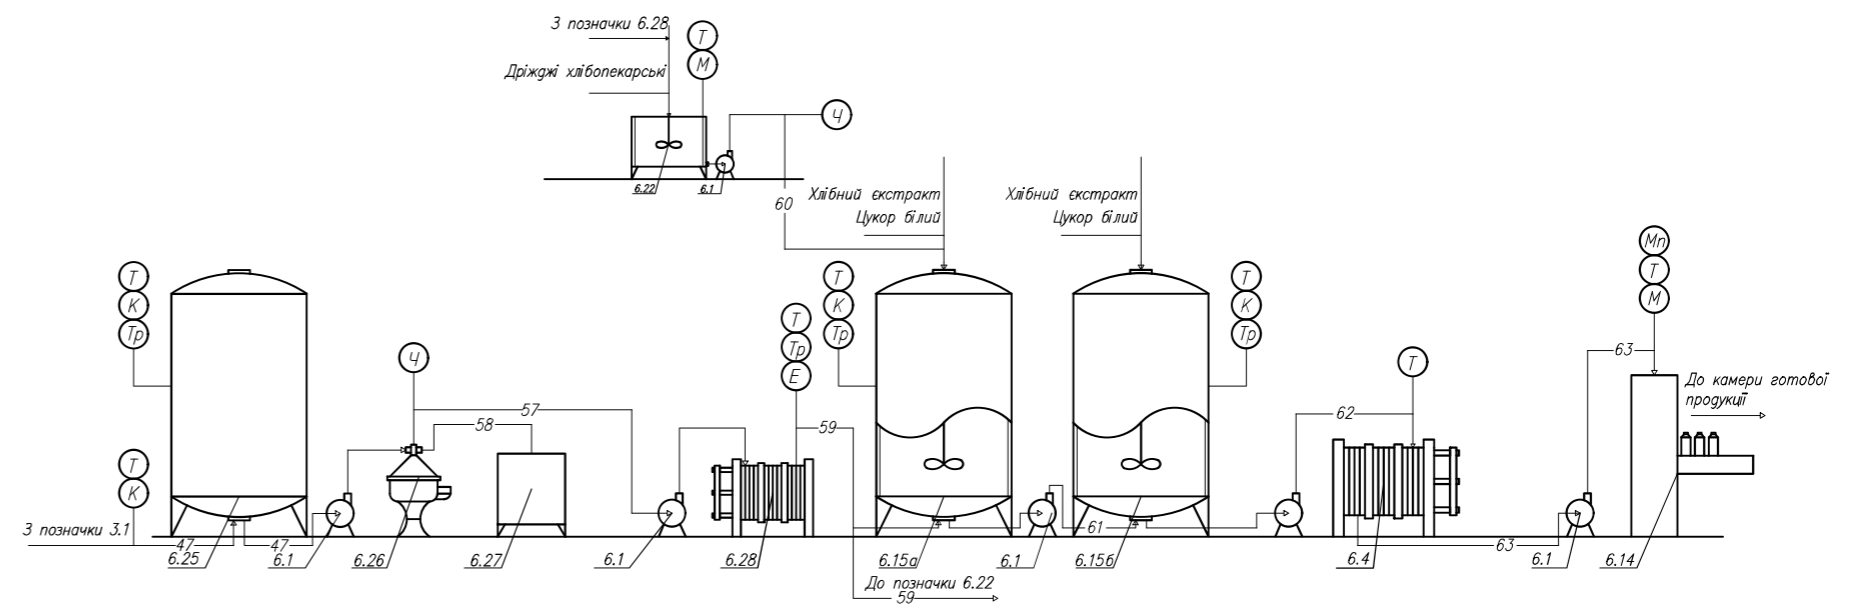 З позначки 6.28
Т
М
Дріжджі хлібопекарські
Ч
6.22
6.1
60
Хлібний єкстракт
Цукор білий
Хлібний єкстракт
Цукор білий
Мп
Т
М
Т
К
Тр
Т
К
Тр
Т
К
Тр
Т
Тр
Е
Ч
Т
63
До камери готової
продукції
57
58
59
62
Т
К
З позначки 3.1
47
47
61
63
6.25
6.1
6.26
6.27
6.1
6.28
6.15а
6.1
6.15б
6.4
6.1
6.14
До позначки 6.22
59